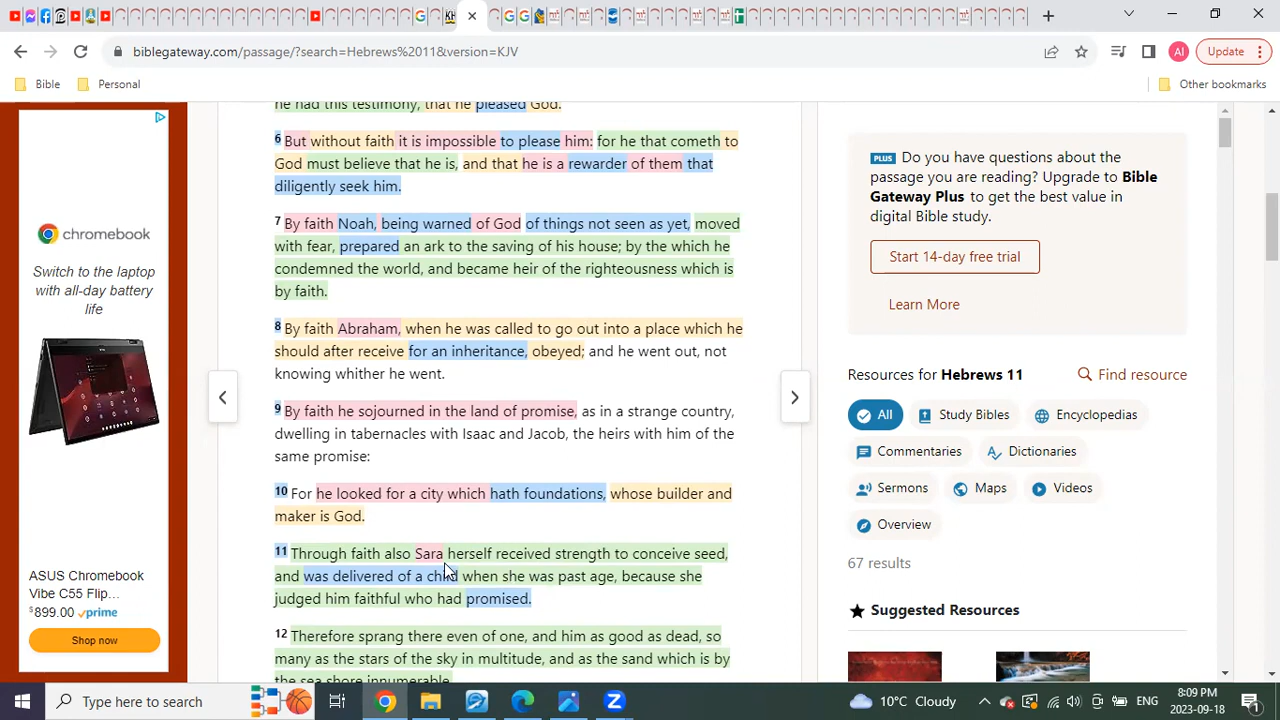 biblegateway.com/passage/?search=Hebrews%2011&version=KJV
AI
Update
Bible
Personal
Other bookmarks
chromebook
Switch to the laptop
with all-day battery
life
ASUS Chromebook
Vibe C55 Flip...
$899.00 prime
Shop now
he had this testimony, that he pleased God.
6 But without faith it is impossible to please him: for he that cometh to
God must believe that he is, and that he is a rewarder of them that
diligently seek him.
7 By faith Noah, being warned of God of things not seen as yet, moved
with fear, prepared an ark to the saving of his house; by the which he
condemned the world, and became heir of the righteousness which is
by faith.
8 By faith Abraham, when he was called to go out into a place which he
should after receive for an inheritance, obeyed; and he went out, not
knowing whither he went.
9 By faith he sojourned in the land of promise, as in a strange country,
dwelling in tabernacles with Isaac and Jacob, the heirs with him of the
same promise:
10 For he looked for a city which hath foundations, whose builder and
maker is God.
11 Through faith also Sara herself received strength to conceive seed,
and was delivered of a child when she was past age, because she
judged him faithful who had promised.
12 Therefore sprang there even of one, and him as good as dead, so
many as the stars of the sky in multitude, and as the sand which is by
the sea shore innumerable.
PLUS Do you have questions about the
passage you are reading? Upgrade to Bible
Gateway Plus to get the best value in
digital Bible study.
Start 14-day free trial
Learn More
Resources for Hebrews 11
Find resource
All
Study Bibles
Encyclopedias
Commentaries
Dictionaries
Sermons
Maps
Videos
Overview
67 results
Suggested Resources
Type here to search
10°C Cloudy
ENG
8:09 PM
2023-09-18
1